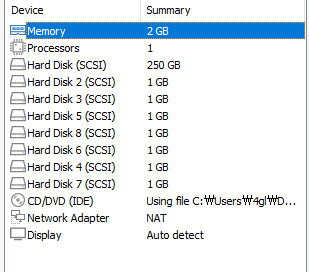 Device Summary
Memory 2 GB
Processors 1
Hard Disk (SCSI) 250 GB
Hard Disk 2 (SCSI) 1 GB
Hard Disk 3 (SCSI) 1 GB
Hard Disk 5 (SCSI) 1 GB
Hard Disk 8 (SCSI) 1 GB
Hard Disk 6 (SCSI) 1 GB
Hard Disk 4 (SCSI) 1 GB
Hard Disk 7 (SCSI) 1 GB
CD/DVD (IDE) Using file C:₩Users₩4gl₩D...
Network Adapter NAT
Display Auto detect